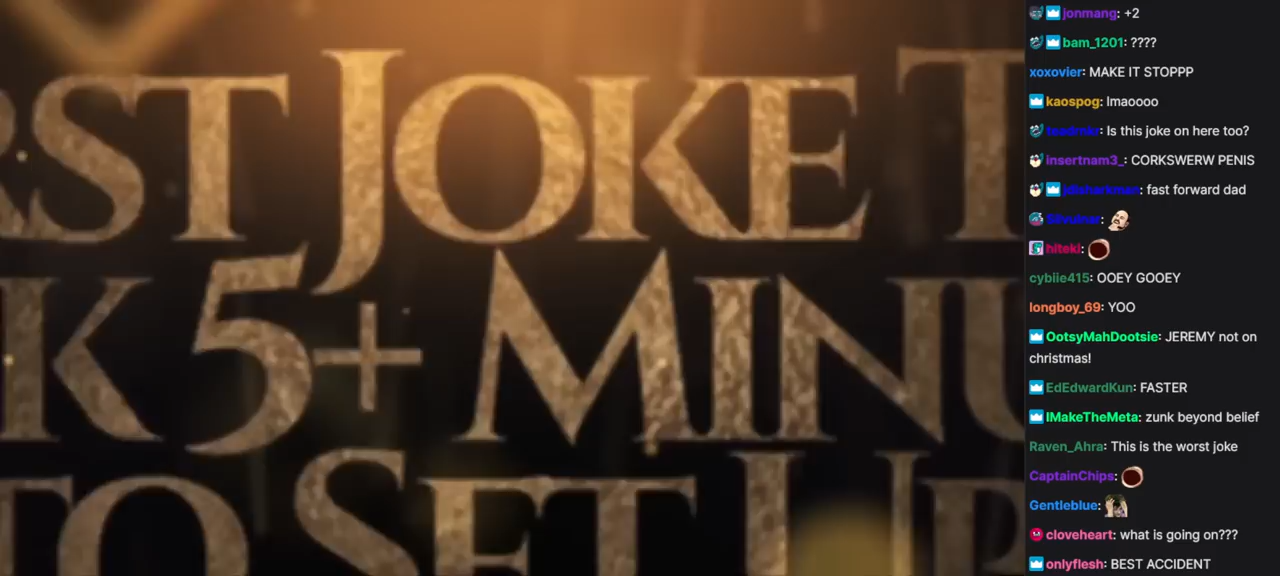 RST JOKE T
K 5+ MINU
TO SET UP
jonmang: +2
bam_1201: ????
xoxovier: MAKE IT STOPPP
kaospog: lmaoooo
: Is this joke on here too?
insertnam3_: CORKSWERW PENIS
jdisharkman: fast forward dad
:
hiteki:
cyblie415: OOEY GOOEY
longboy_69: YOO
OotsyMahDootsie: JEREMY not on
christmas!
EdEdwardKun: FASTER
IMakeTheMeta: zunk beyond belief
Raven_Ahra: This is the worst joke
CaptainChips:
Gentleblue:
cloveheart: what is going on???
onlyflesh: BEST ACCIDENT